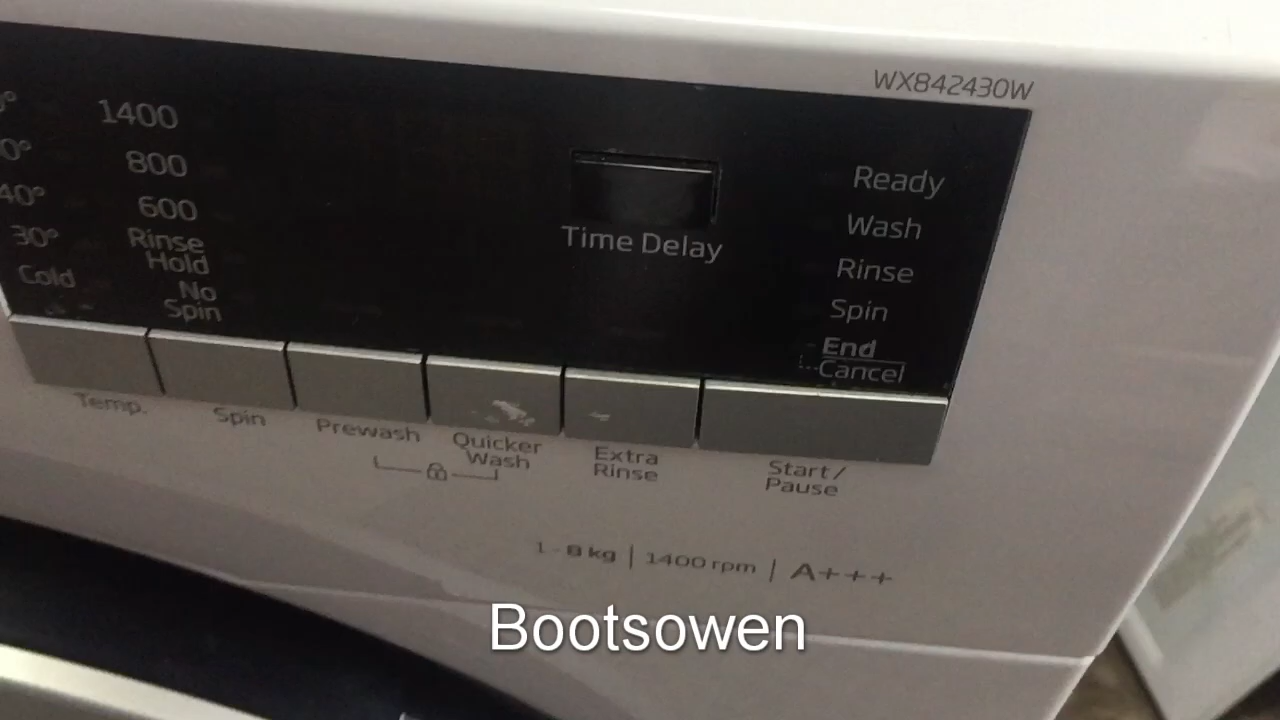 WX842430W
1400
800
40°
600
30°
Rinse
Hold
Cold
No
Spin
Time Delay
Ready
Wash
Rinse
Spin
End
Cancel
Temp.
Spin
Prewash
Quicker
Wash
Extra
Rinse
Start/
Pause
1-8 kg | 1400 rpm | A+++
Bootsowen